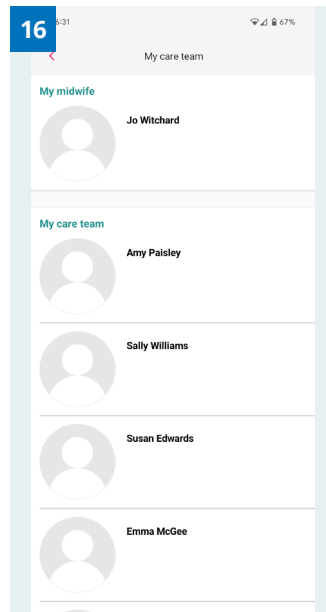 16
6:31
67%
My care team
My midwife
Jo Witchard
My care team
Amy Paisley
Sally Williams
Susan Edwards
Emma McGee